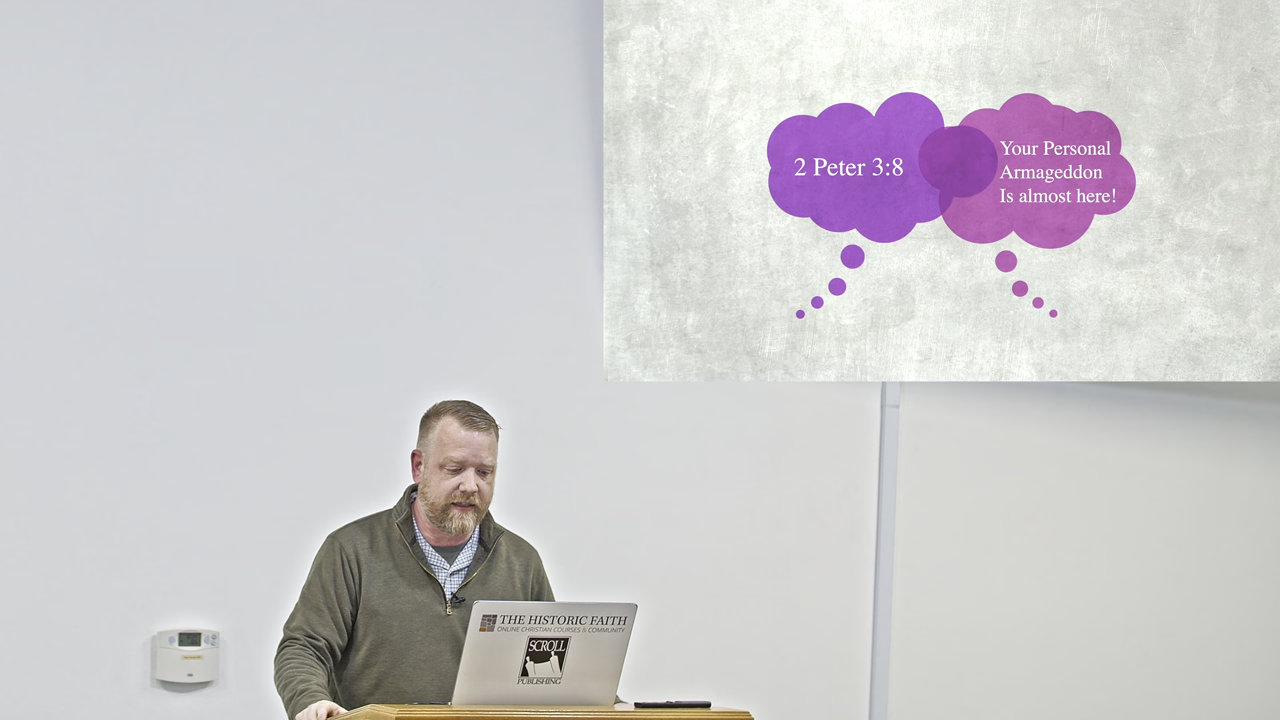 2 Peter 3:8
Your Personal
Armageddon
Is almost here!
THE HISTORIC FAITH
ONLINE CHRISTIAN COURSES & COMMUNITY
SCROLL
PUBLISHING